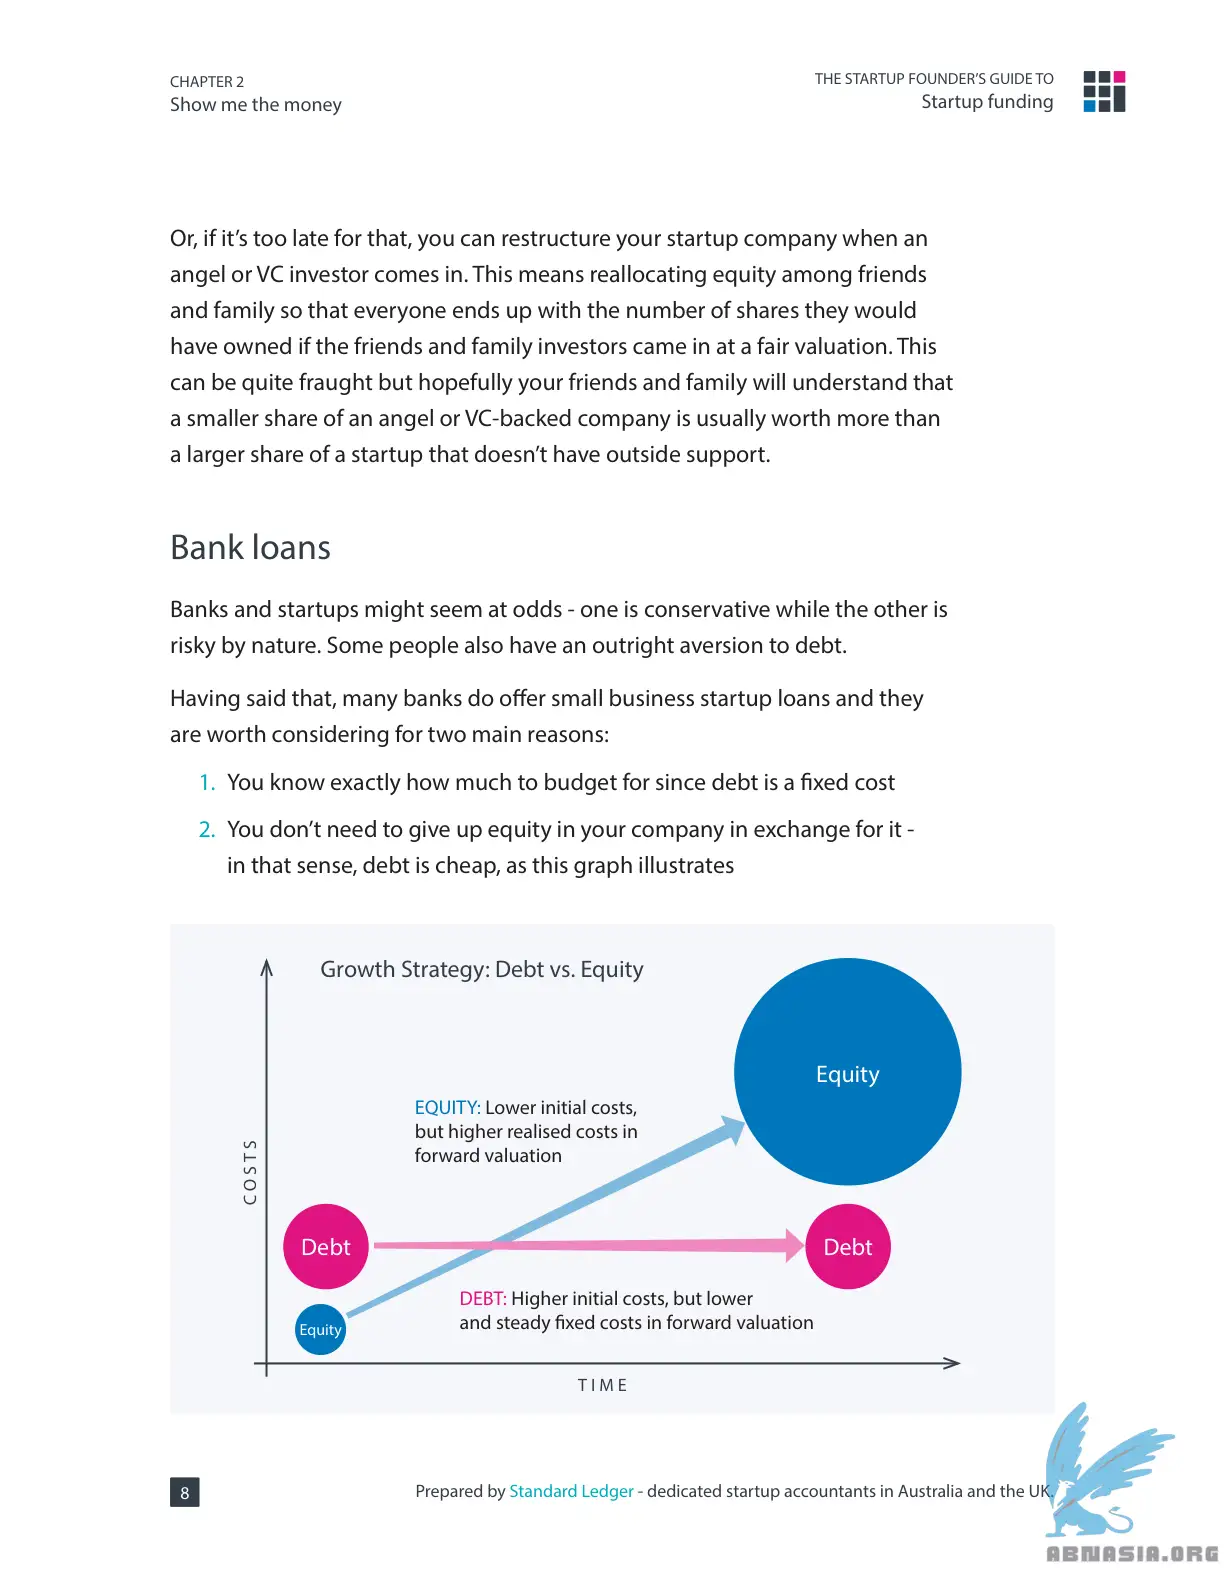 CHAPTER 2
Show me the money
THE STARTUP FOUNDER’S GUIDE TO
Startup funding
Or, if it’s too late for that, you can restructure your startup company when an
angel or VC investor comes in. This means reallocating equity among friends
and family so that everyone ends up with the number of shares they would
have owned if the friends and family investors came in at a fair valuation. This
can be quite fraught but hopefully your friends and family will understand that
a smaller share of an angel or VC-backed company is usually worth more than
a larger share of a startup that doesn’t have outside support.
Bank loans
Banks and startups might seem at odds - one is conservative while the other is
risky by nature. Some people also have an outright aversion to debt.
Having said that, many banks do offer small business startup loans and they
are worth considering for two main reasons:
1. You know exactly how much to budget for since debt is a fixed cost
2. You don’t need to give up equity in your company in exchange for it -
in that sense, debt is cheap, as this graph illustrates
Growth Strategy: Debt vs. Equity
Equity
EQUITY: Lower initial costs,
but higher realised costs in
forward valuation
COSTS
Debt
Debt
DEBT: Higher initial costs, but lower
and steady fixed costs in forward valuation
Equity
TIME
8
Prepared by Standard Ledger - dedicated startup accountants in Australia and the UK.
ABNASIA.ORG